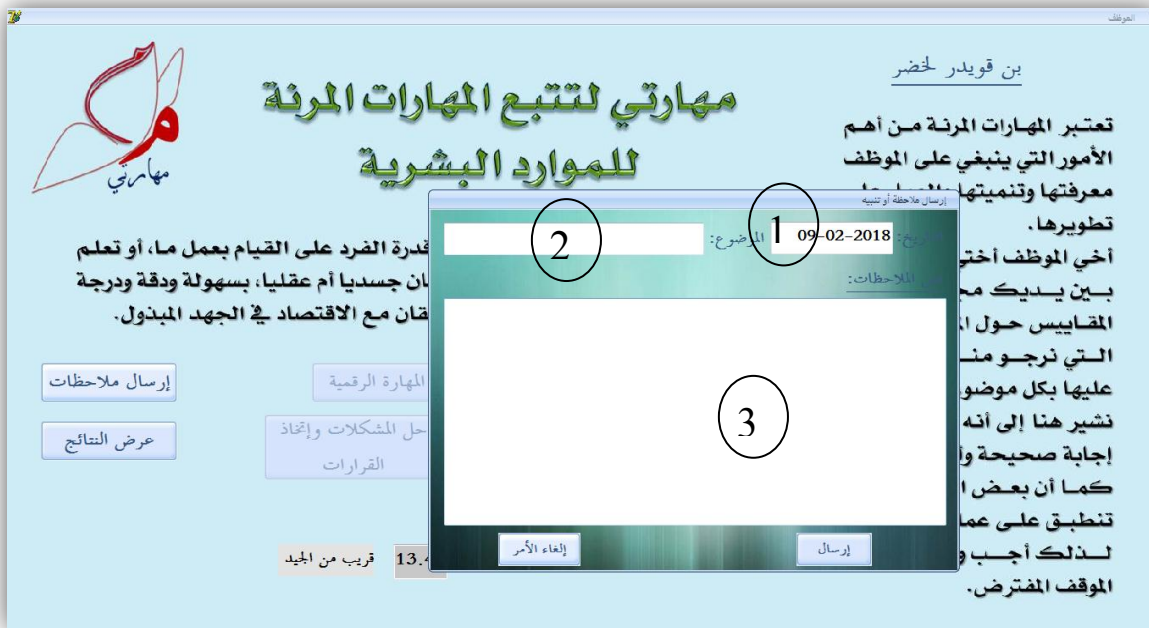 الموظف
بن قويدر لخضر
مهارتي لتتبع المهارات المرنة
للموارد البشرية
مهارتي
تعتبر المهارات المرنة من أهم
الأمور التي ينبغي على الموظف
معرفتها وتنميتها
تطويرها.
أخي الموظف
بين يديك
المقاييس حول
التي نرجو
عليها بكل
نشير هنا إلى أنه
إجابة صحيحة
كما أن بعض
تنطبق على
لذلك أجب
الموقف المفترض.
قدرة الفرد على القيام بعمل ما، أو تعلم
جسديا أم عقليا، بسهولة ودقة ودرجة
مع الاقتصاد في الجهد المبذول.
إرسال ملاحظات
عرض النتائج
المهارة الرقمية
حل المشكلات وإتخاذ
القرارات
13.4 قريب من الجيد
إرسال ملاحظة أو تنبيه
09-02-2018 1 الموضوع: 2
الملاحظات:
3
إرسال
إلغاء الأمر